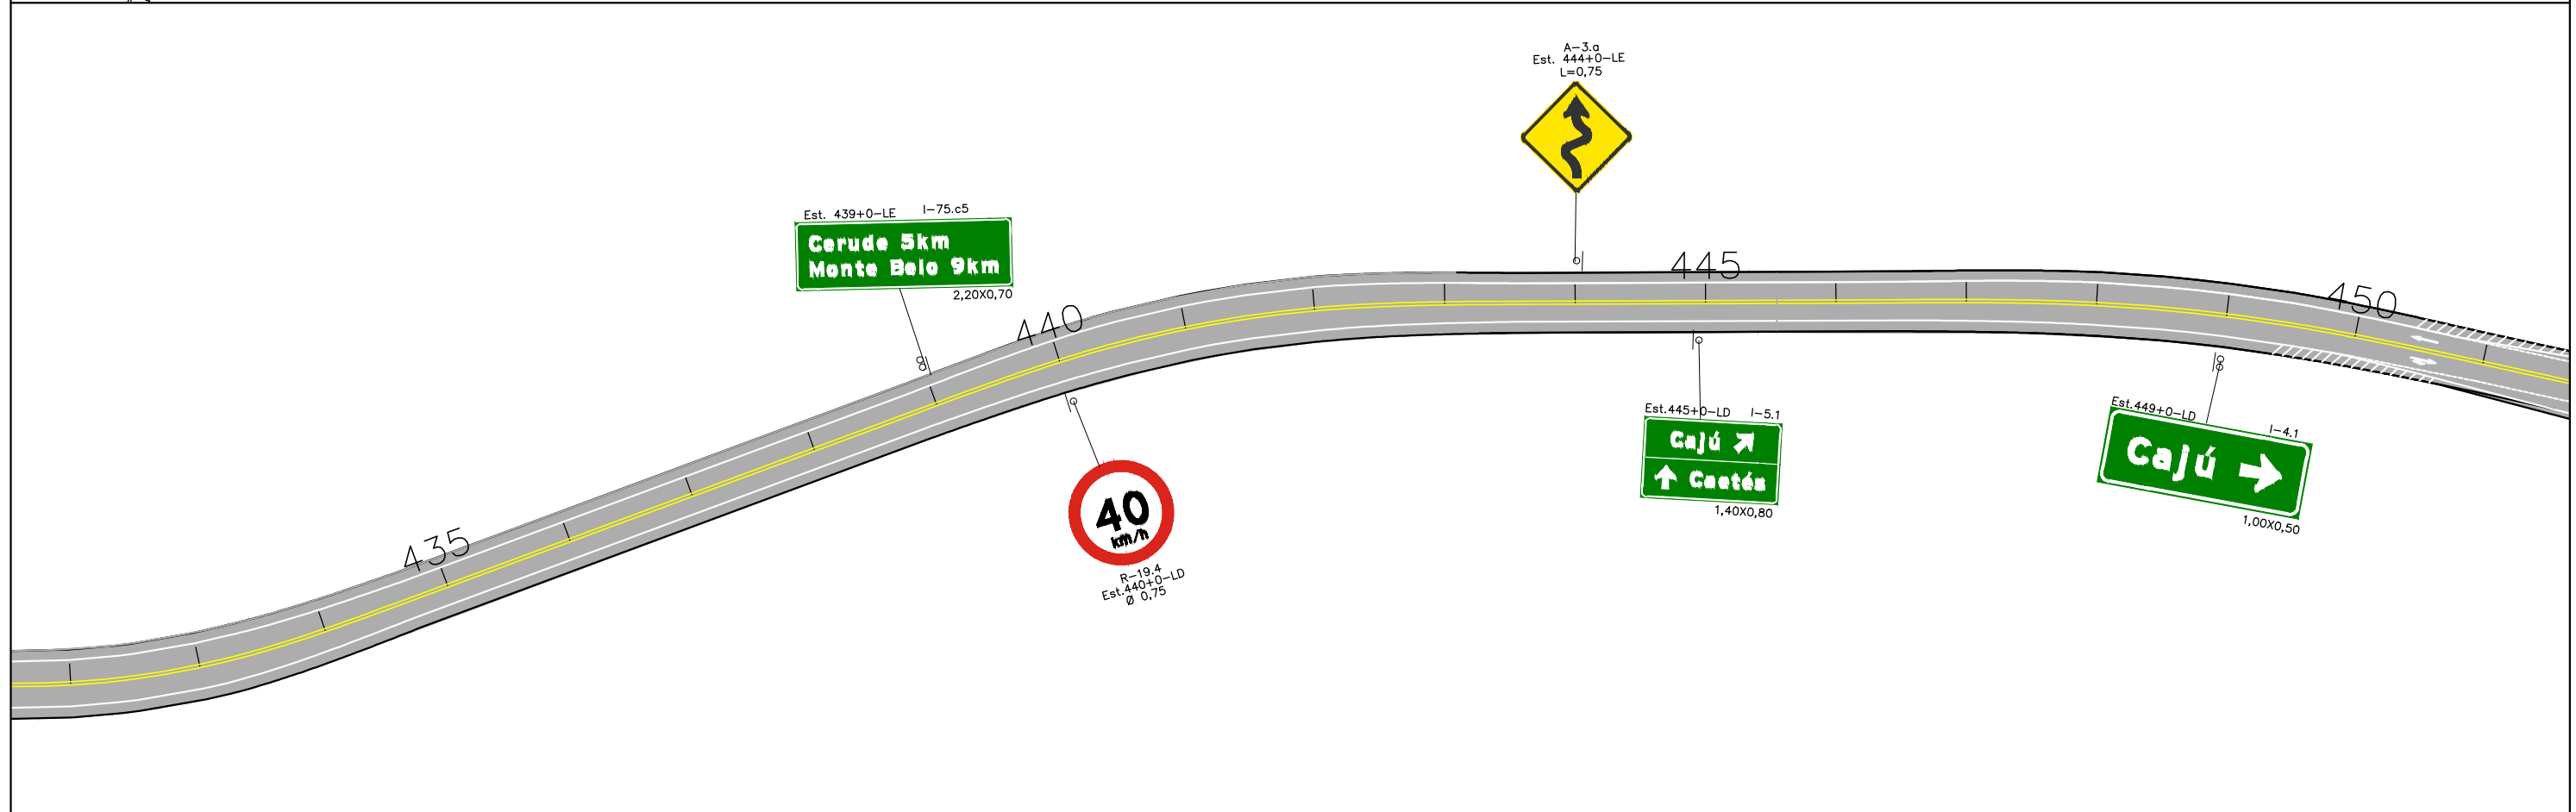 A-3.a
Est. 444+0-LE
L=0,75
Est. 439+0-LE I-75.c5
Cerude 5km
Monte Belo 9km
2,20X0,70
435
440
445
450
40
km/h
R-19.4
Est.440+0-LD
Ø 0,75
Est.445+0-LD I-5.1
Cajú
Caetés
1,40X0,80
Est.449+0-LD
I-4.1
Cajú
1,00X0,50